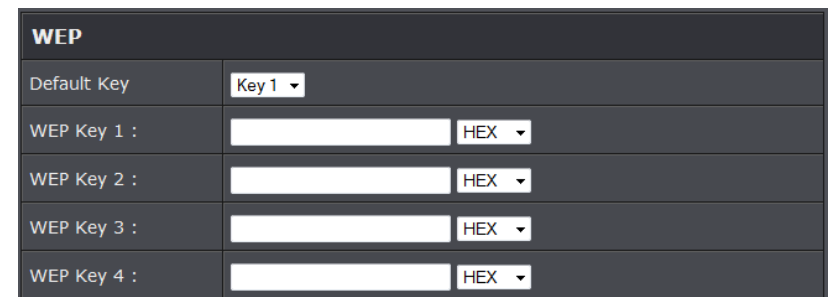 WEP
Default Key Key 1
WEP Key 1 : HEX
WEP Key 2 : HEX
WEP Key 3 : HEX
WEP Key 4 : HEX